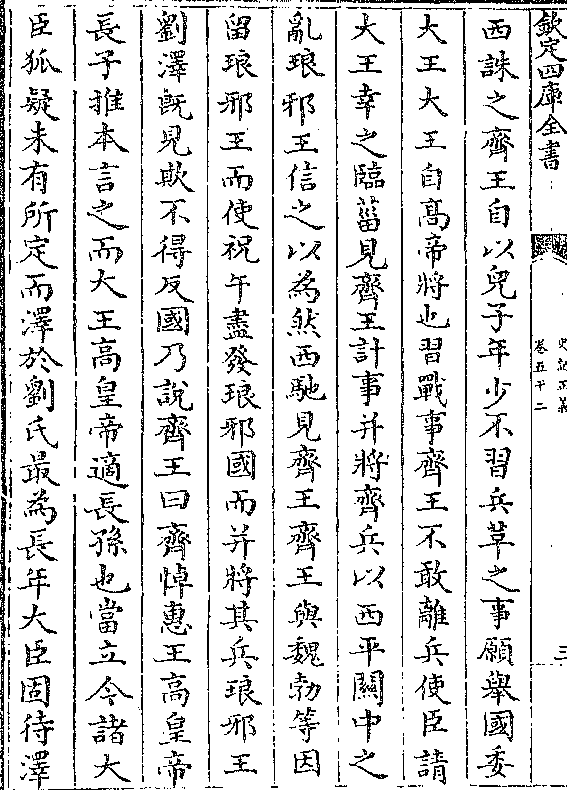 欽定四庫全書
史記正義
卷五十二
三
西誅之齊王自以兒子年少不習兵革之事願舉國委
大王大王自髙帝將也習戰事齊王不敢離兵使臣請
大王幸之臨菑見齊王計事并將齊兵以西平關中之
亂琅邪王信之以為然西馳見齊王齊王與魏勃等因
留琅邪王而使祝午盡發琅邪國而并將其兵琅邪王
劉澤既見欺不得反國乃說齊王曰齊悼惠王高皇帝
長子推本言之而大王高皇帝適長孫也當立今諸大
臣狐疑未有所定而澤於劉氏最為長年大臣固待澤